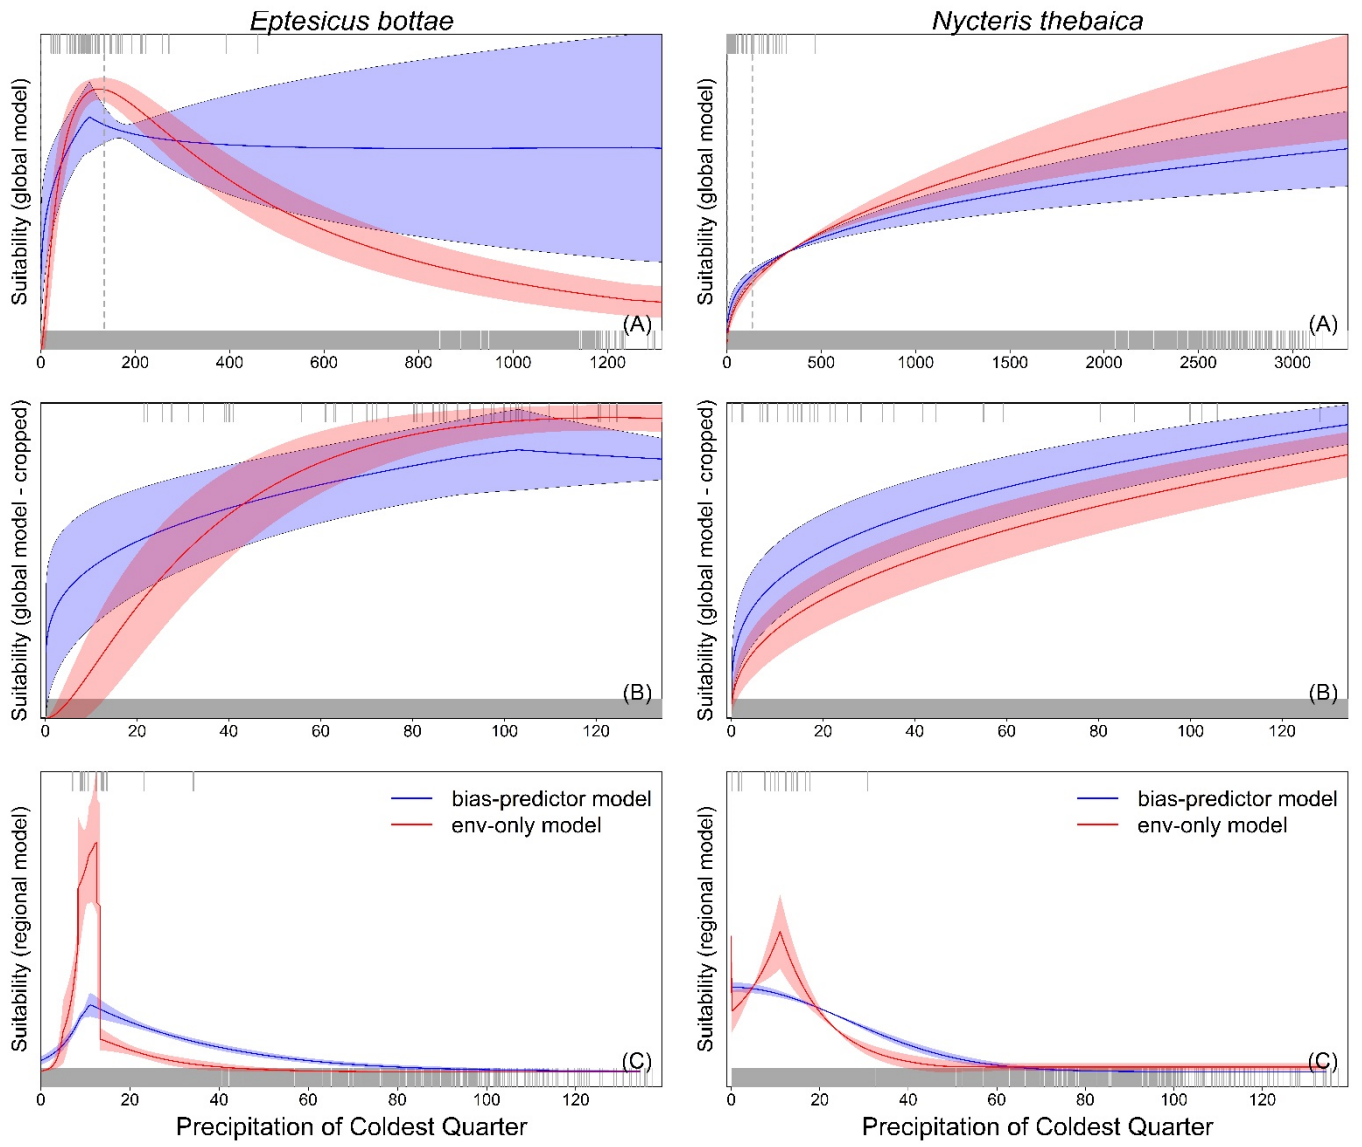 Eptesicus bottae
Nycteris thebaica
Suitability (global model)
(A)
0 200 400 600 800 1000 1200
Suitability (global model)
(A)
0 500 1000 1500 2000 2500 3000
Suitability (global model - cropped)
(B)
0 20 40 60 80 100 120
Suitability (global model - cropped)
(B)
0 20 40 60 80 100 120
Suitability (regional model)
bias-predictor model
env-only model
(C)
0 20 40 60 80 100 120
Precipitation of Coldest Quarter
Suitability (regional model)
bias-predictor model
env-only model
(C)
0 20 40 60 80 100 120
Precipitation of Coldest Quarter